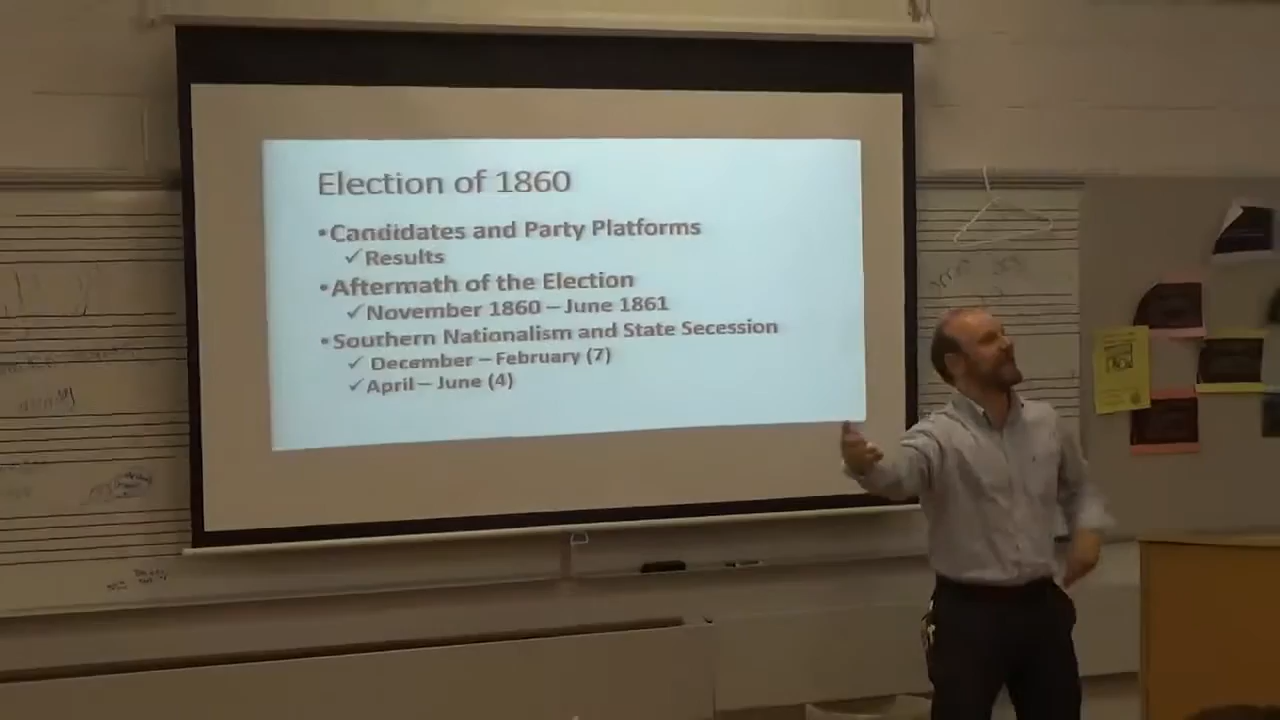 Election of 1860
•Candidates and Party Platforms
✓Results
•Aftermath of the Election
✓November 1860 – June 1861
•Southern Nationalism and State Secession
✓ December – February (7)
✓April – June (4)